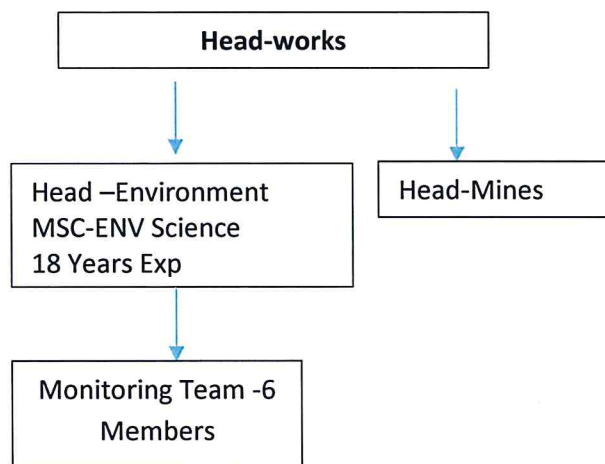 Head-works
Head –Environment
MSC-ENV Science
18 Years Exp
Head-Mines
Monitoring Team -6
Members